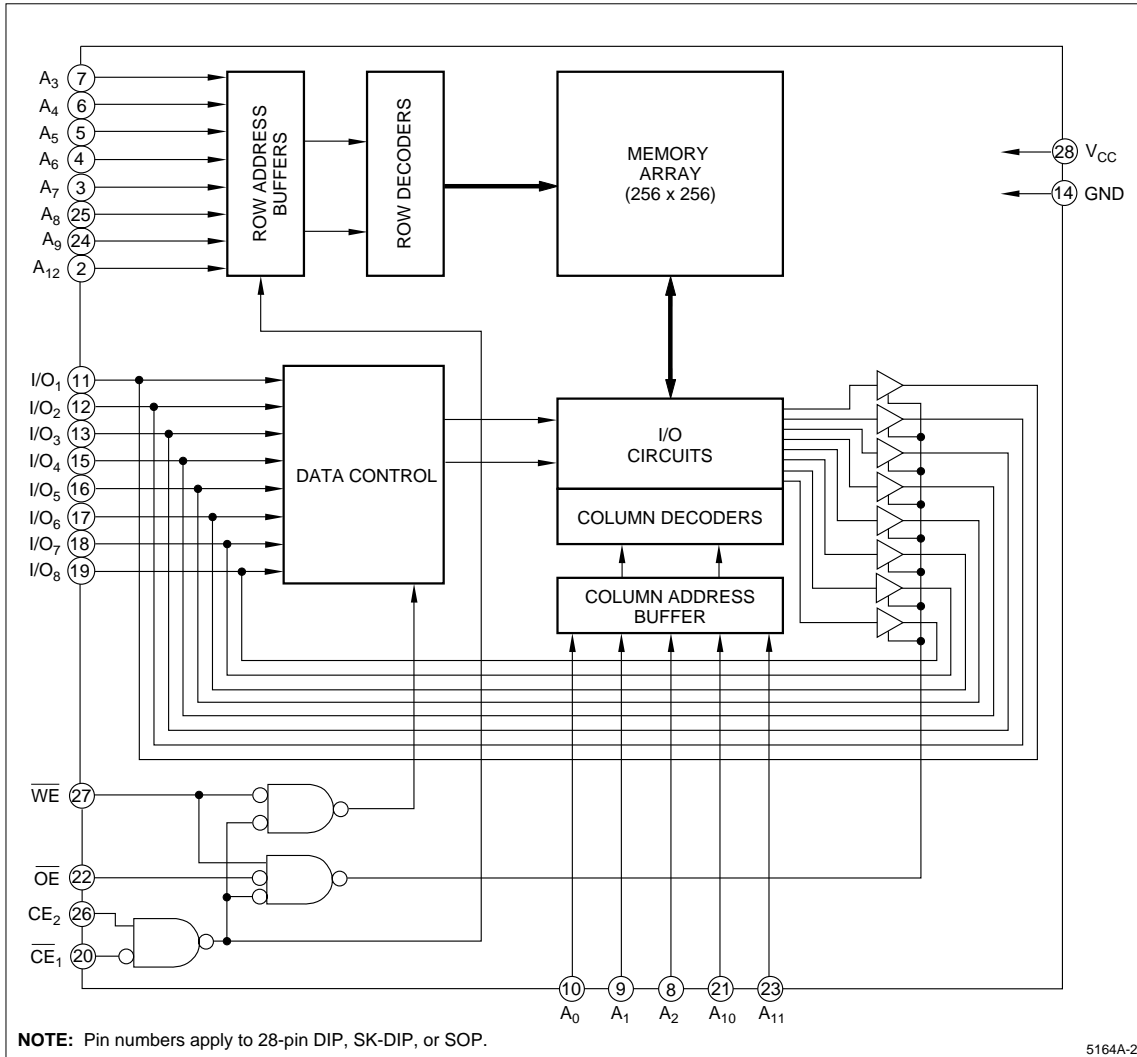 A3 7
A4 6
A5 5
A6 4
A7 3
A8 25
A9 24
A12 2
ROW ADDRESS
BUFFERS
ROW DECODERS
MEMORY
ARRAY
(256 x 256)
28 VCC
14 GND
I/O1 11
I/O2 12
I/O3 13
I/O4 15
I/O5 16
I/O6 17
I/O7 18
I/O8 19
DATA CONTROL
I/O
CIRCUITS
COLUMN DECODERS
COLUMN ADDRESS
BUFFER
W̅E̅ 27
O̅E̅ 22
CE2 26
C̅E̅1 20
10 9 8 21 23
A0 A1 A2 A10 A11
NOTE: Pin numbers apply to 28-pin DIP, SK-DIP, or SOP.
5164A-2